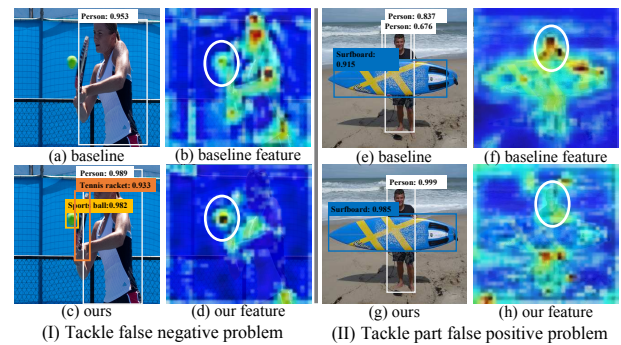 Person: 0.953
(a) baseline
(b) baseline feature
Person: 0.989
Tennis racket: 0.933
Sports ball:0.982
(c) ours
(d) our feature
(I) Tackle false negative problem
Person: 0.837
Person: 0.676
Surfboard:
0.915
(e) baseline
(f) baseline feature
Person: 0.999
Surfboard: 0.985
(g) ours
(h) our feature
(II) Tackle part false positive problem